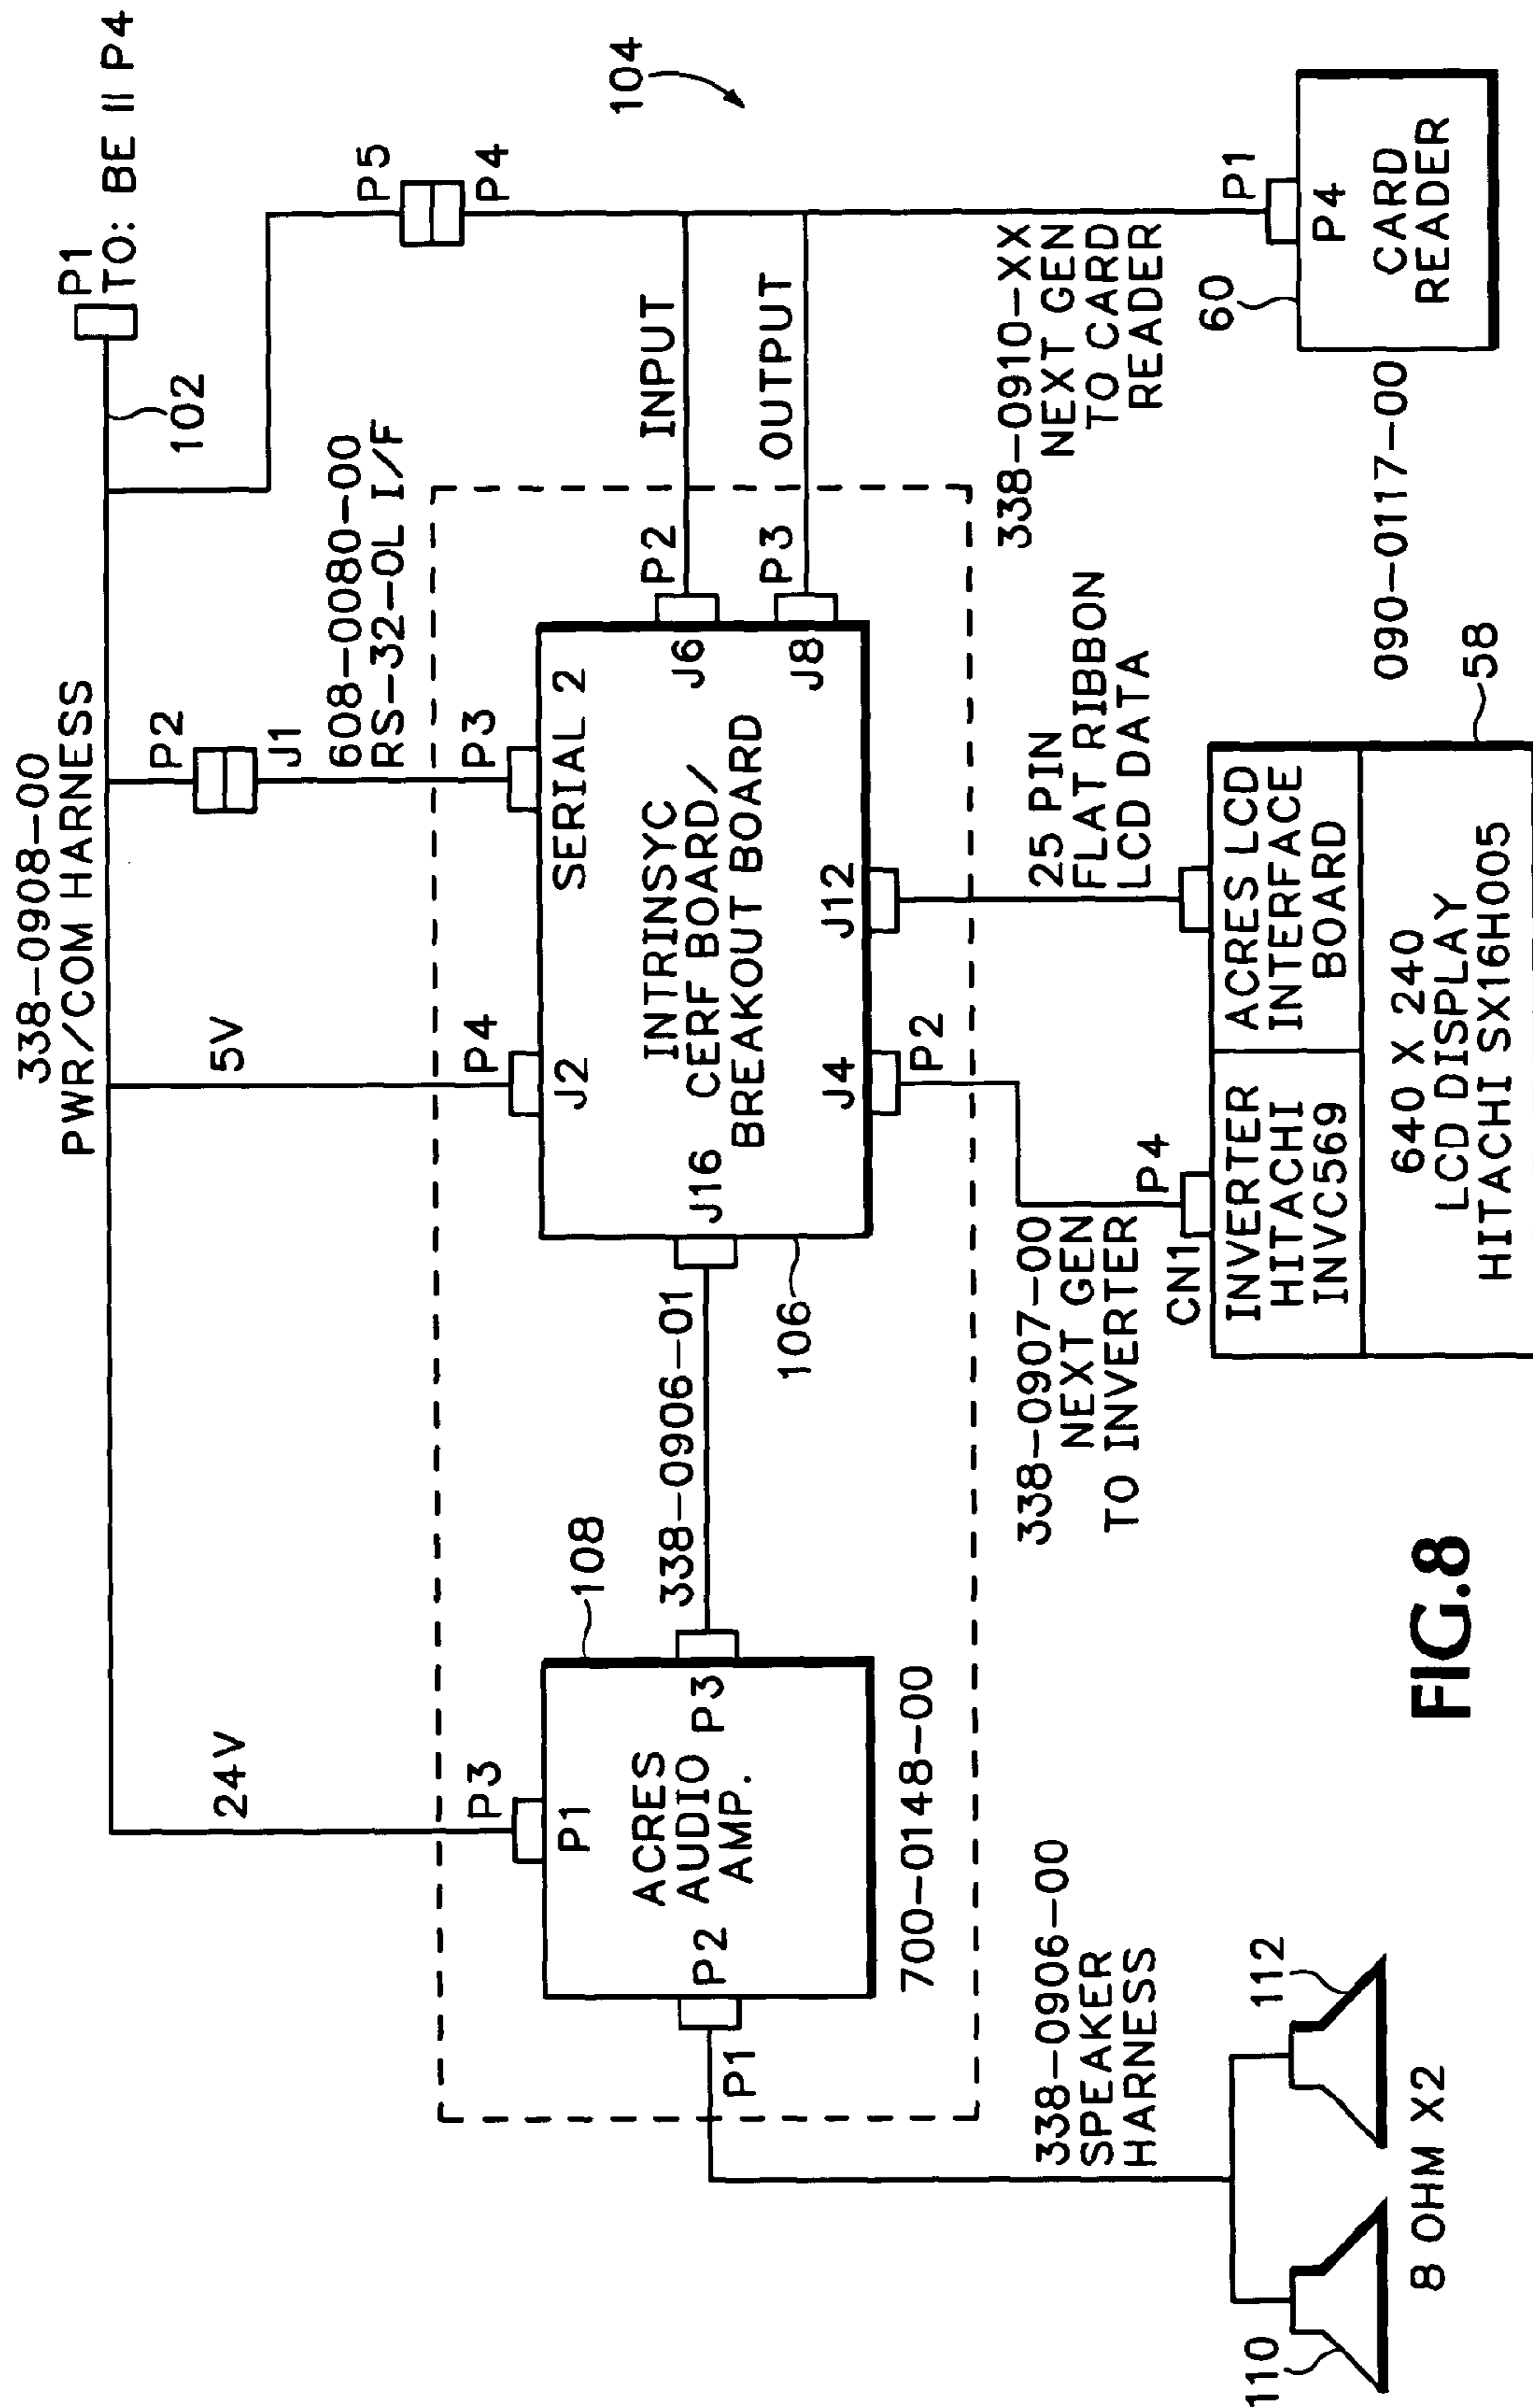 338-0908-00
PWR/COM HARNESS
P1
TO: BE II P4
102
24V
5V
P2
J1
608-0080-00
RS-32-OL I/F
P5
P4
104
P3
P1
ACRES
AUDIO
AMP.
P2
P3
P1
108
700-0148-00
338-0906-01
P4
J2
P3
SERIAL 2
J16
INTRINSYC
CERF BOARD/
BREAKOUT BOARD
J6
J8
J4
J12
106
P2
INPUT
P3
OUTPUT
P2
338-0906-00
SPEAKER
HARNESS
110
112
8 OHM X2
338-0907-00
NEXT GEN
TO INVERTER
CN1
P4
25 PIN
FLAT RIBBON
LCD DATA
INVERTER
HITACHI
INVC569
ACRES LCD
INTERFACE
BOARD
640 X 240
LCD DISPLAY
HITACHI SX16H005
58
338-0910-XX
NEXT GEN
TO CARD
READER
60
P1
P4
CARD
READER
090-0117-00
FIG.8